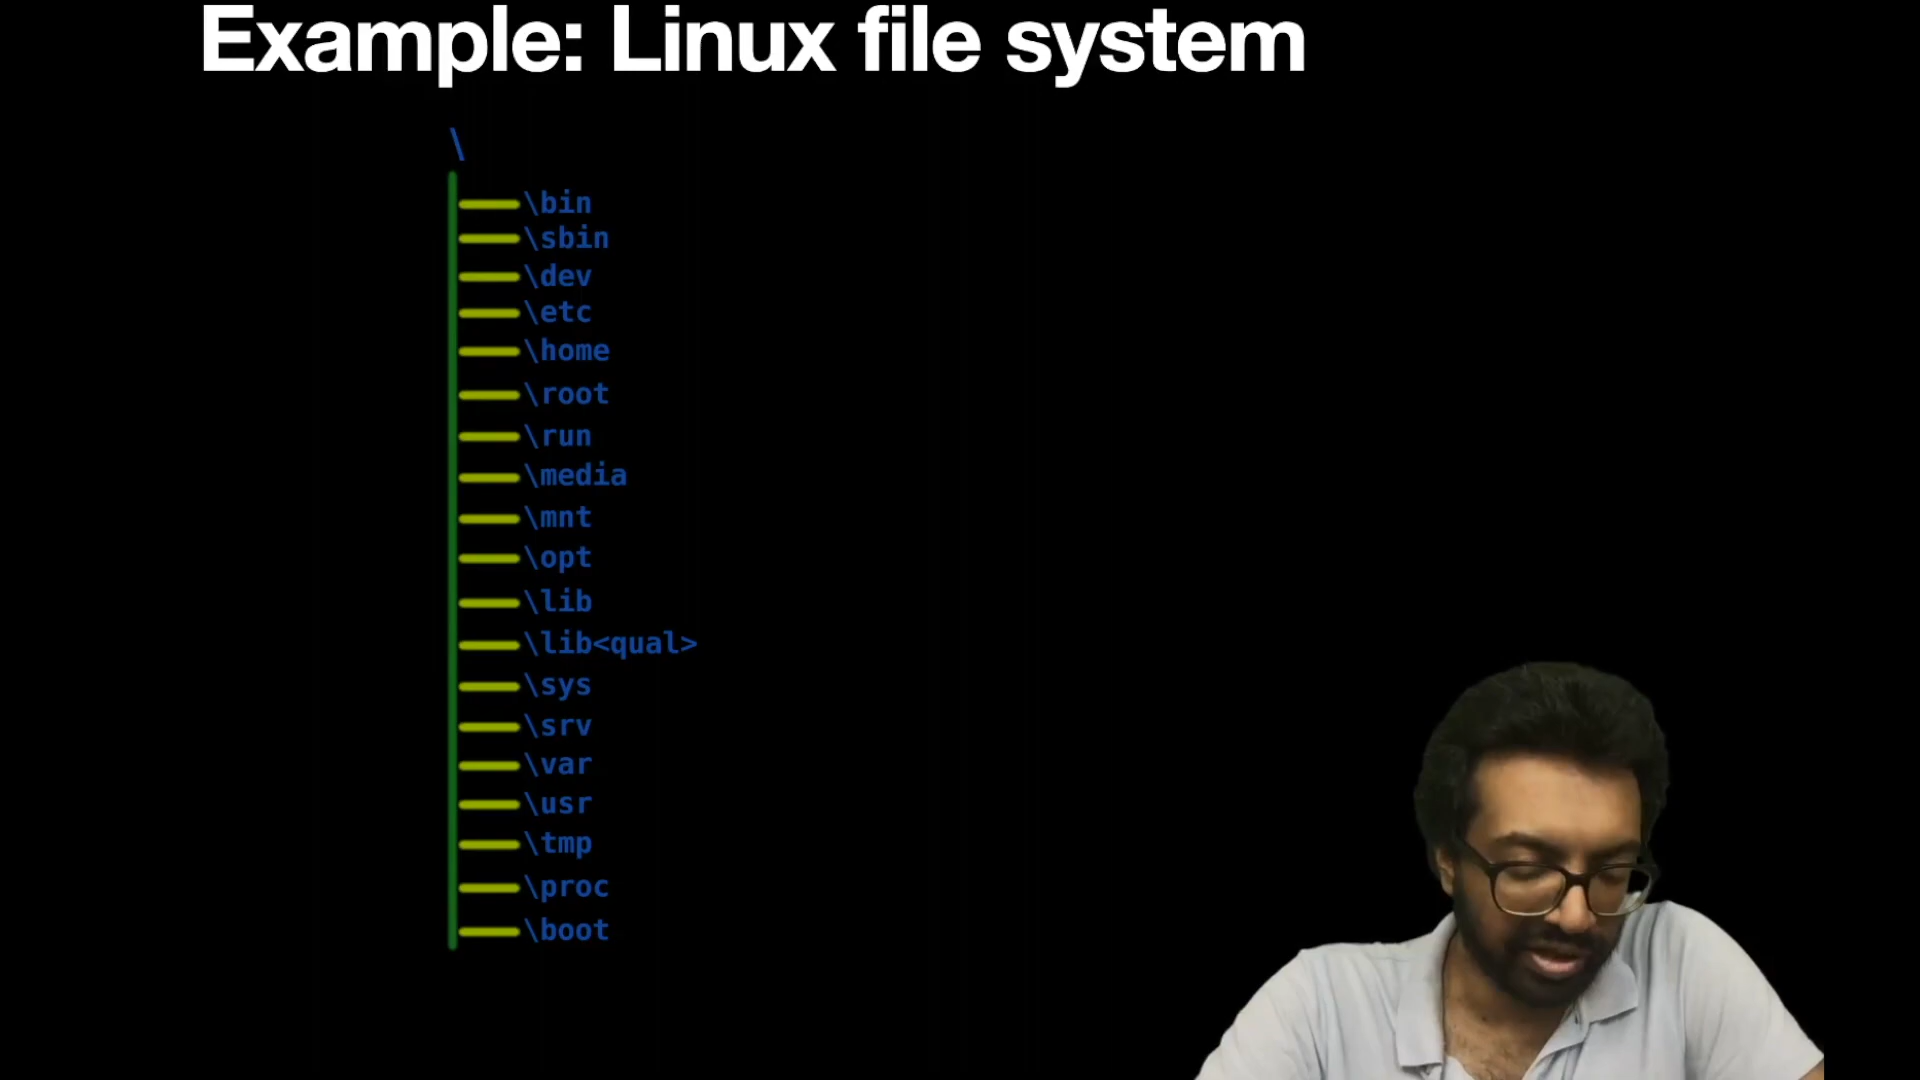 Example: Linux file system
\
\bin
\sbin
\dev
\etc
\home
\root
\run
\media
\mnt
\opt
\lib
\lib<qual>
\sys
\srv
\var
\usr
\tmp
\proc
\boot